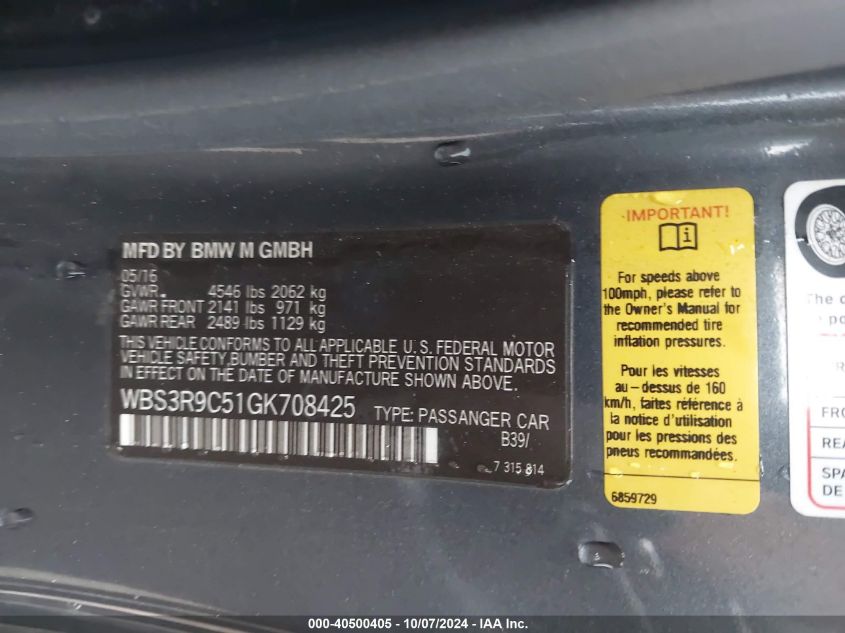 MFD BY BMW M GMBH
05/16
GVWR 4546 lbs 2062 kg
GAWR FRONT 2141 lbs 971 kg
GAWR REAR 2489 lbs 1129 kg
THIS VEHICLE CONFORMS TO ALL APPLICABLE U.S. FEDERAL MOTOR
VEHICLE SAFETY,BUMBER AND THEFT PREVENTION STANDARDS
IN EFFECT ON THE DATE OF MANUFACTURE SHOWN ABOVE.
WBS3R9C51GK708425 TYPE: PASSANGER CAR
B39/
7 315 814
IMPORTANT!
i
For speeds above
100mph, please refer to
the Owner's Manual for
recommended tire
inflation pressures.
Pour les vitesses
au-dessus de 160
km/h, faites référence à
la notice d'utilisation
pour les pressions des
pneus recommandées.
6859729
The c
FRO
REA
SPA
DE
000-40500405 - 10/07/2024 - IAA Inc.